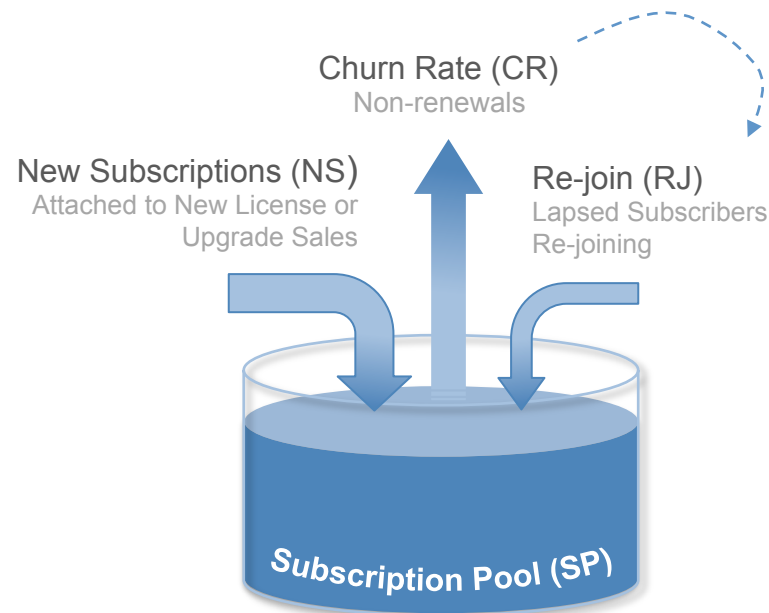 Churn Rate (CR)
Non-renewals
New Subscriptions (NS)
Attached to New License or
Upgrade Sales
Re-join (RJ)
Lapsed Subscribers
Re-joining
Subscription Pool (SP)